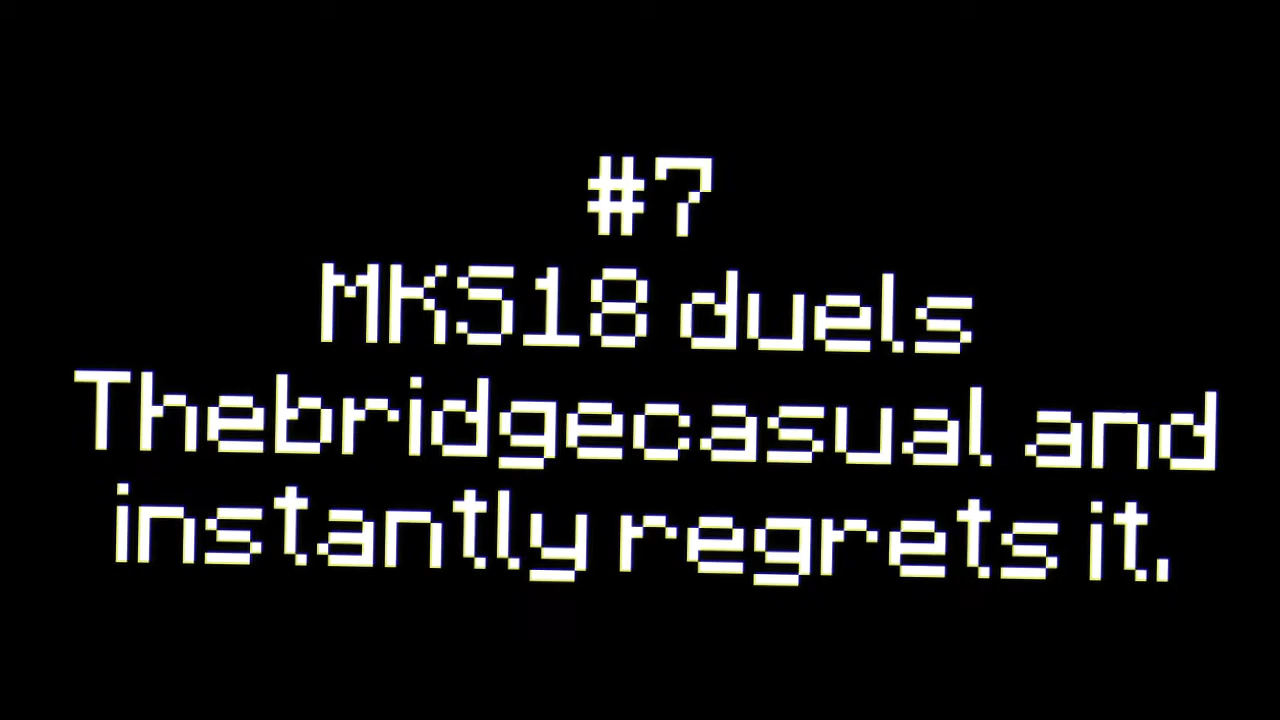 #7
MKS18 duels
Thebridgecasual and
instantly regrets it.